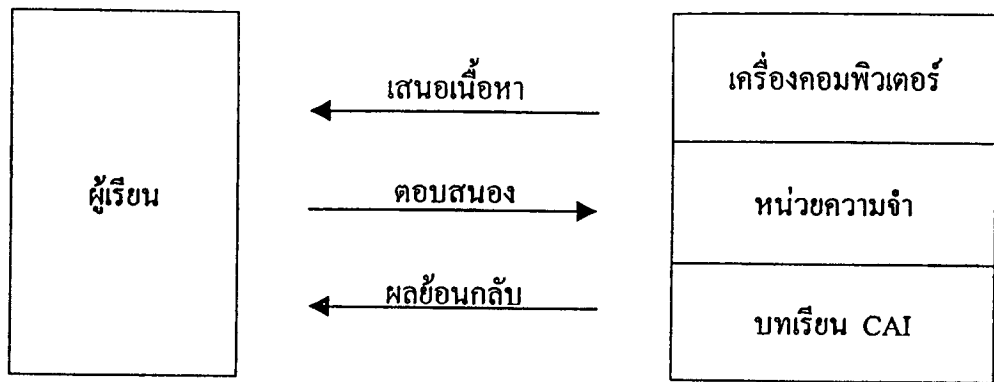 เครื่องคอมพิวเตอร์
เสนอเนื้อหา
ผู้เรียน
ตอบสนอง
หน่วยความจำ
ผลย้อนกลับ
บทเรียน CAI